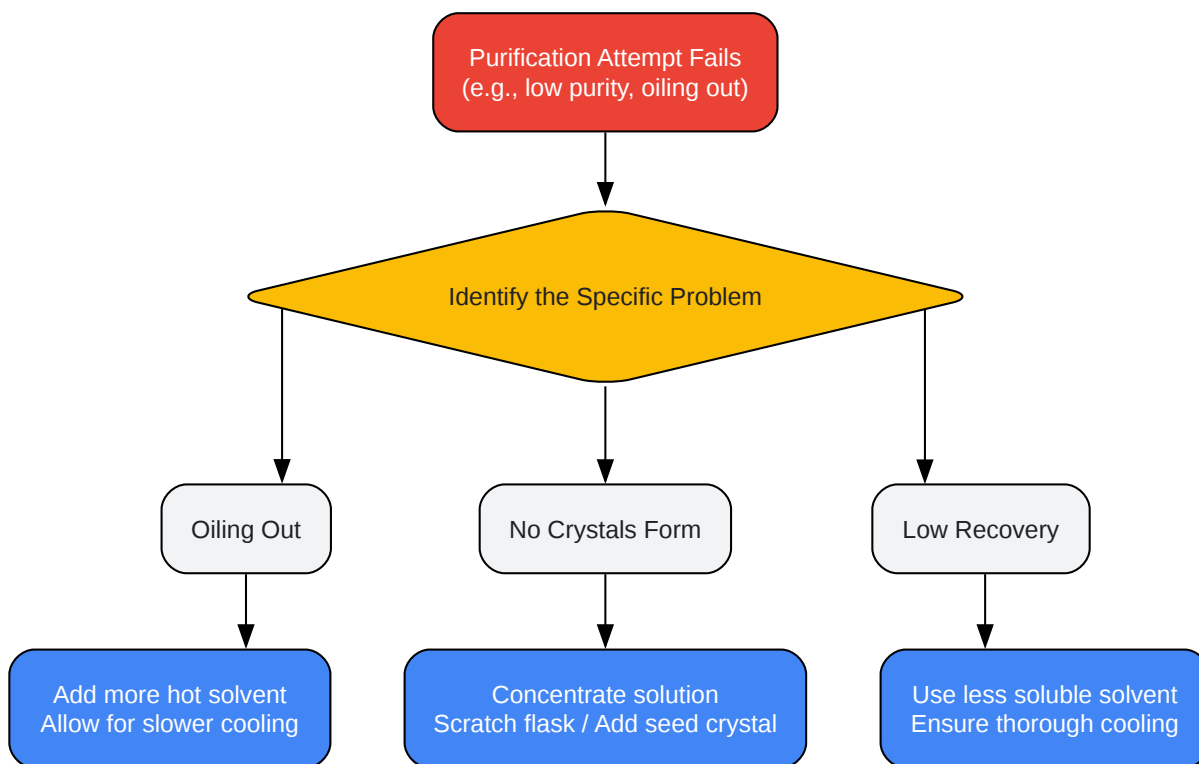 Purification Attempt Fails
(e.g., low purity, oiling out)
Identify the Specific Problem
Oiling Out
No Crystals Form
Low Recovery
Add more hot solvent
Allow for slower cooling
Concentrate solution
Scratch flask / Add seed crystal
Use less soluble solvent
Ensure thorough cooling